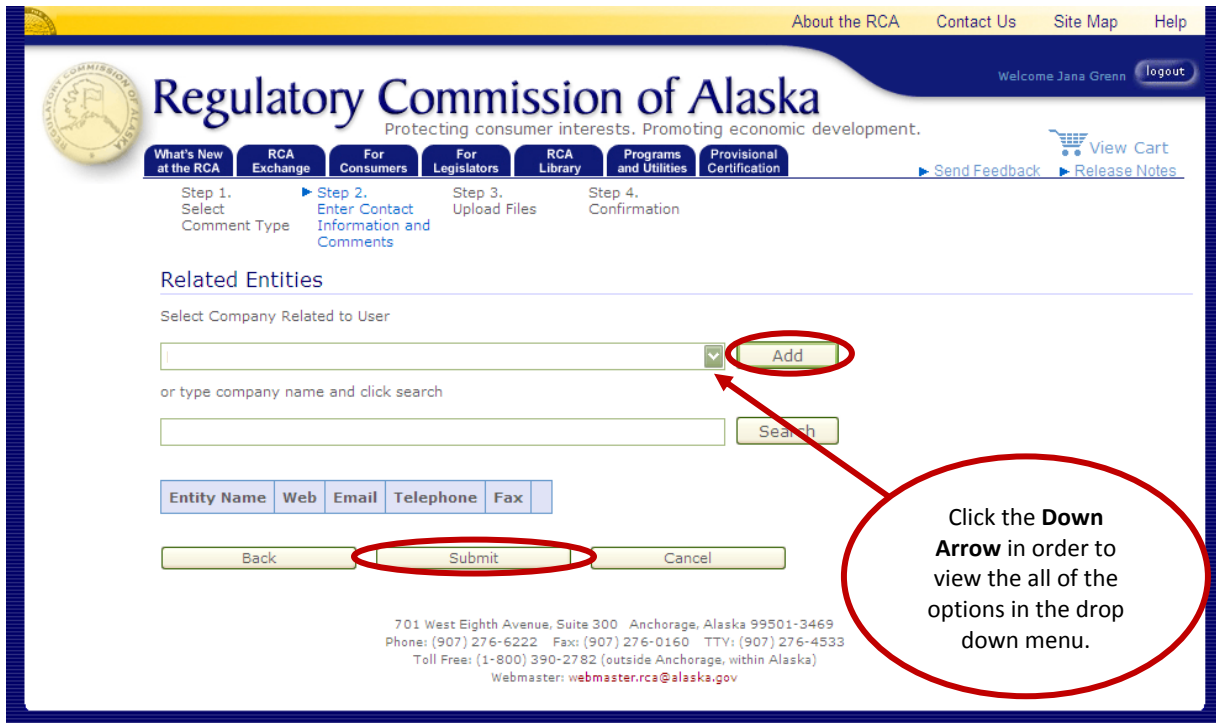 About the RCA Contact Us Site Map Help
Welcome Jana Grenn logout
Regulatory Commission of Alaska
Protecting consumer interests. Promoting economic development.
View Cart
What's New at the RCA
RCA Exchange
For Consumers
For Legislators
RCA Library
Programs and Utilities
Provisional Certification
Send Feedback Release Notes
Step 1.
Select
Comment Type
Step 2.
Enter Contact
Information and
Comments
Step 3.
Upload Files
Step 4.
Confirmation
Related Entities
Select Company Related to User
Add
or type company name and click search
Search
Entity Name Web Email Telephone Fax
Back Submit Cancel
Click the Down
Arrow in order to
view the all of the
options in the drop
down menu.
701 West Eighth Avenue, Suite 300 Anchorage, Alaska 99501-3469
Phone: (907) 276-6222 Fax: (907) 276-0160 TTY: (907) 276-4533
Toll Free: (1-800) 390-2782 (outside Anchorage, within Alaska)
Webmaster: webmaster.rca@alaska.gov